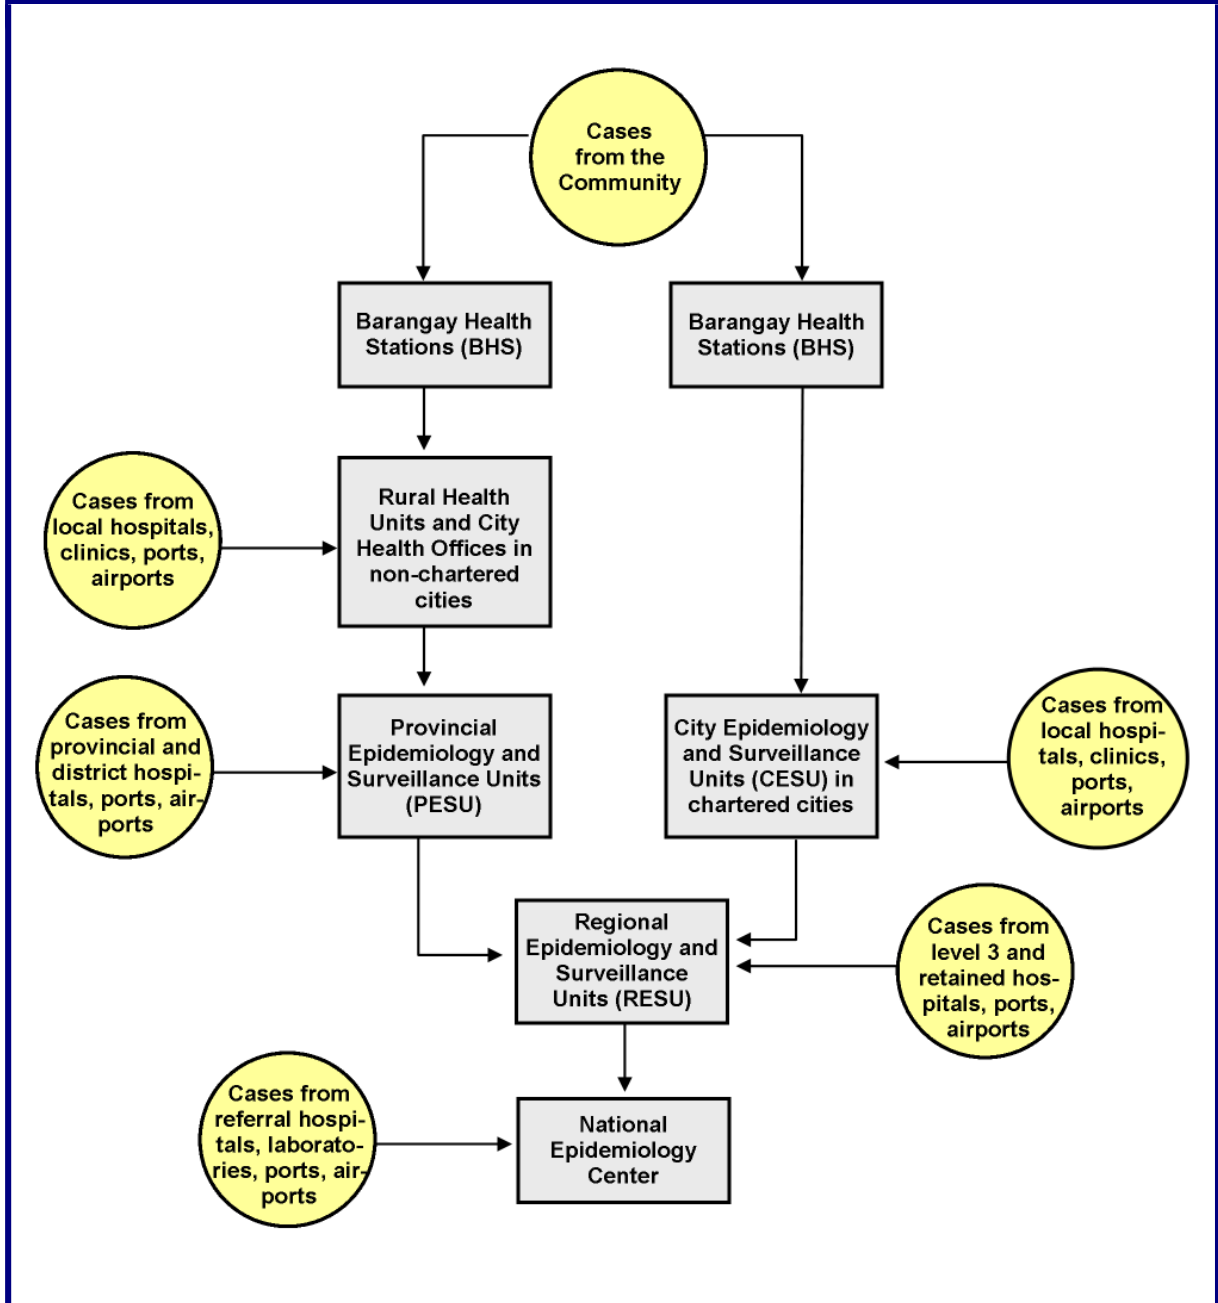 Cases
from the
Community
Barangay Health
Stations (BHS)
Barangay Health
Stations (BHS)
Cases from
local hospitals,
clinics, ports,
airports
Rural Health
Units and City
Health Offices in
non-chartered
cities
Cases from
provincial and
district hospi-
tals, ports, air-
ports
Provincial
Epidemiology and
Surveillance Units
(PESU)
City Epidemiology
and Surveillance
Units (CESU) in
chartered cities
Cases from
local hospi-
tals, clinics,
ports,
airports
Regional
Epidemiology and
Surveillance
Units (RESU)
Cases from
level 3 and
retained hos-
pitals, ports,
airports
Cases from
referral hospi-
tals, laborato-
ries, ports, air-
ports
National
Epidemiology
Center